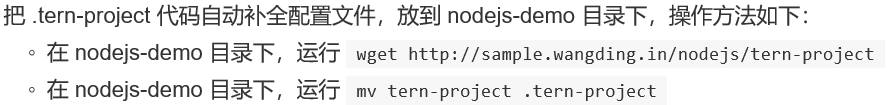 把 .tern-project 代码自动补全配置文件，放到 nodejs-demo 目录下，操作方法如下：
◦ 在 nodejs-demo 目录下，运行 wget http://sample.wangding.in/nodejs/tern-project
◦ 在 nodejs-demo 目录下，运行 mv tern-project .tern-project